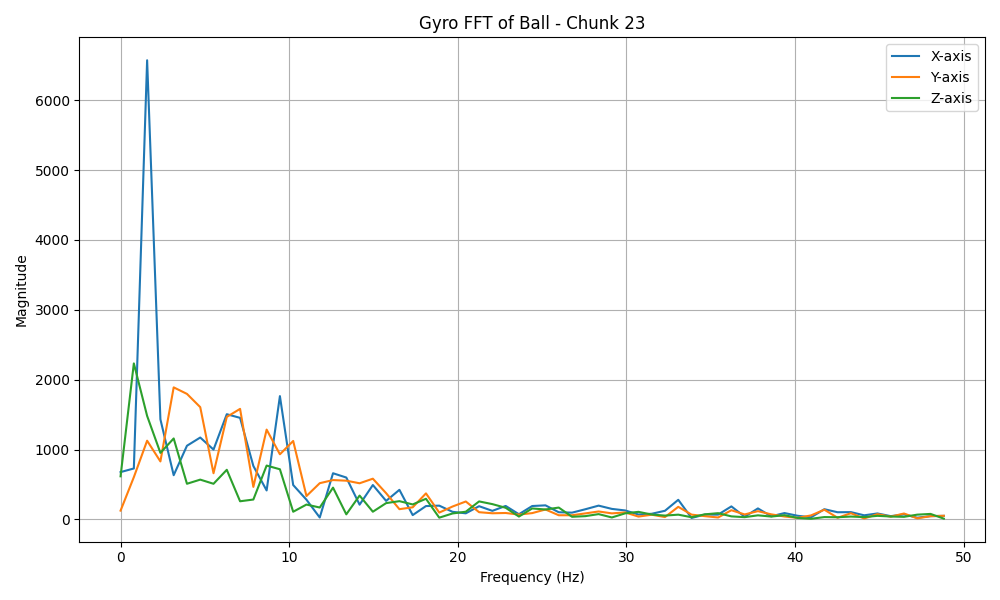 Gyro FFT of Ball - Chunk 23
X-axis
Y-axis
Z-axis
6000
5000
4000
3000
2000
1000
0
Magnitude
0 10 20 30 40 50
Frequency (Hz)